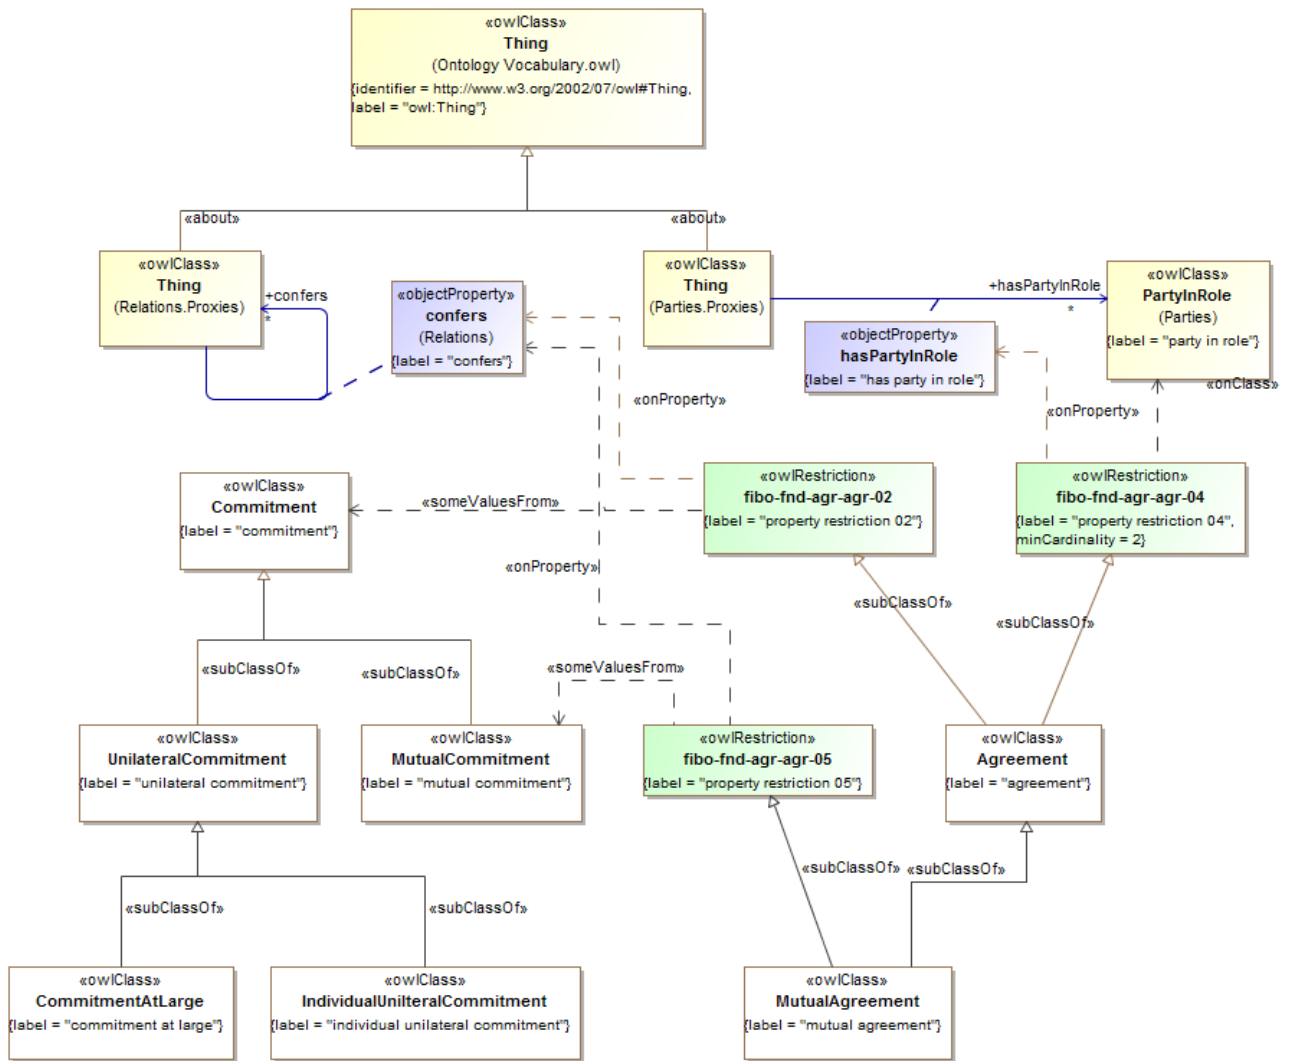 «owlClass»
Thing
(Ontology Vocabulary.owl)
{identifier = http://www.w3.org/2002/07/owl#Thing,
label = "owl:Thing"}
«about»
«about»
«owlClass»
Thing
(Relations.Proxies)
+confers
*
«objectProperty»
confers
(Relations)
{label = "confers"}
«owlClass»
Thing
(Parties.Proxies)
+hasPartyInRole
*
«objectProperty»
hasPartyInRole
{label = "has party in role"}
«owlClass»
PartyInRole
(Parties)
{label = "party in role"}
«onClass»
«onProperty»
«onProperty»
«owlClass»
Commitment
{label = "commitment"}
«someValuesFrom»
«owlRestriction»
fibo-fnd-agr-agr-02
{label = "property restriction 02"}
«owlRestriction»
fibo-fnd-agr-agr-04
{label = "property restriction 04",
minCardinality = 2}
«onProperty»
«subClassOf»
«subClassOf»
«subClassOf»
«subClassOf»
«someValuesFrom»
«owlClass»
UnilateralCommitment
{label = "unilateral commitment"}
«owlClass»
MutualCommitment
{label = "mutual commitment"}
«owlRestriction»
fibo-fnd-agr-agr-05
{label = "property restriction 05"}
«owlClass»
Agreement
{label = "agreement"}
«subClassOf»
«subClassOf»
«subClassOf»
«subClassOf»
«owlClass»
CommitmentAtLarge
{label = "commitment at large"}
«owlClass»
IndividualUnilteralCommitment
{label = "individual unilateral commitment"}
«owlClass»
MutualAgreement
{label = "mutual agreement"}